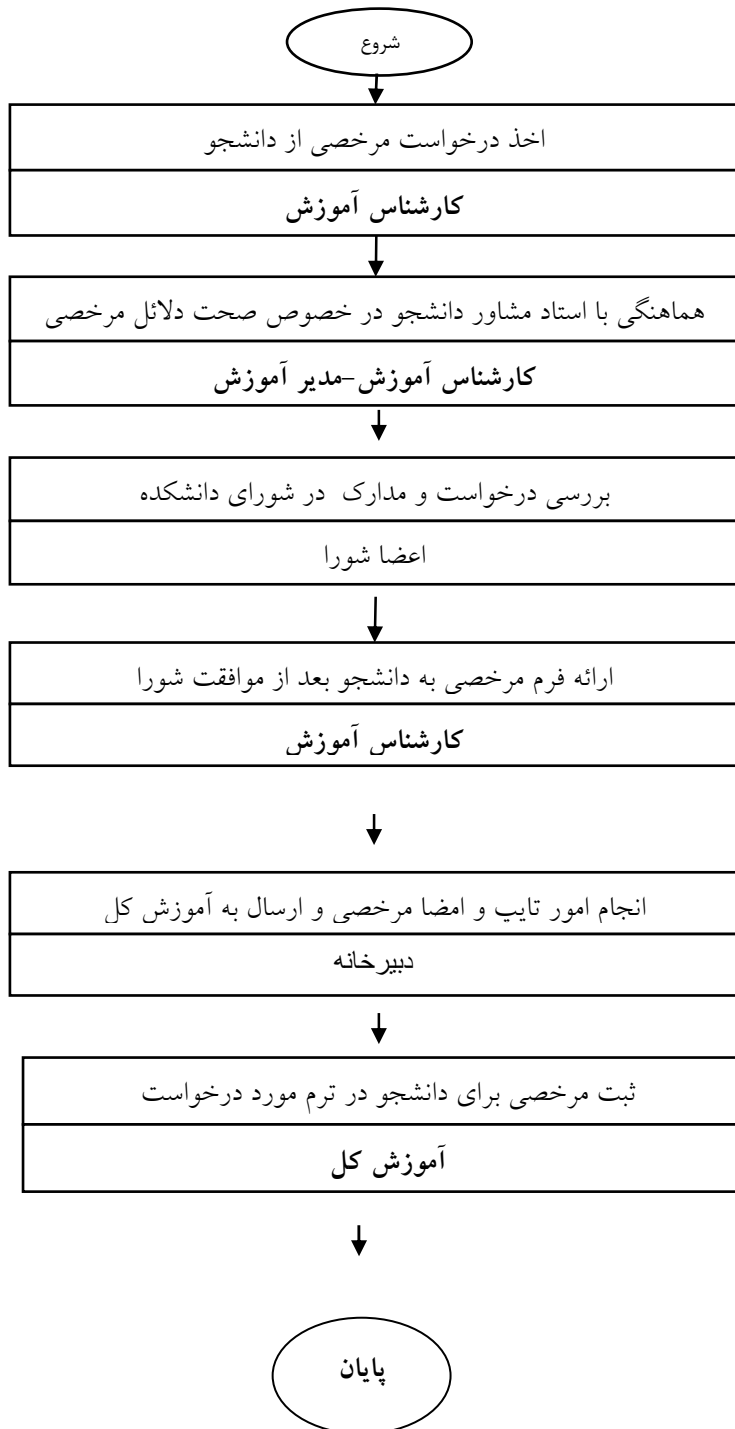 شروع
اخذ درخواست مرخصی از دانشجو
کارشناس آموزش
هماهنگی با استاد مشاور دانشجو در خصوص صحت دلائل مرخصی
کارشناس آموزش–مدیر آموزش
بررسی درخواست و مدارک در شورای دانشکده
اعضا شورا
ارائه فرم مرخصی به دانشجو بعد از موافقت شورا
کارشناس آموزش
انجام امور تایپ و امضا مرخصی و ارسال به آموزش کل
دبیرخانه
ثبت مرخصی برای دانشجو در ترم مورد درخواست
آموزش کل
پایان